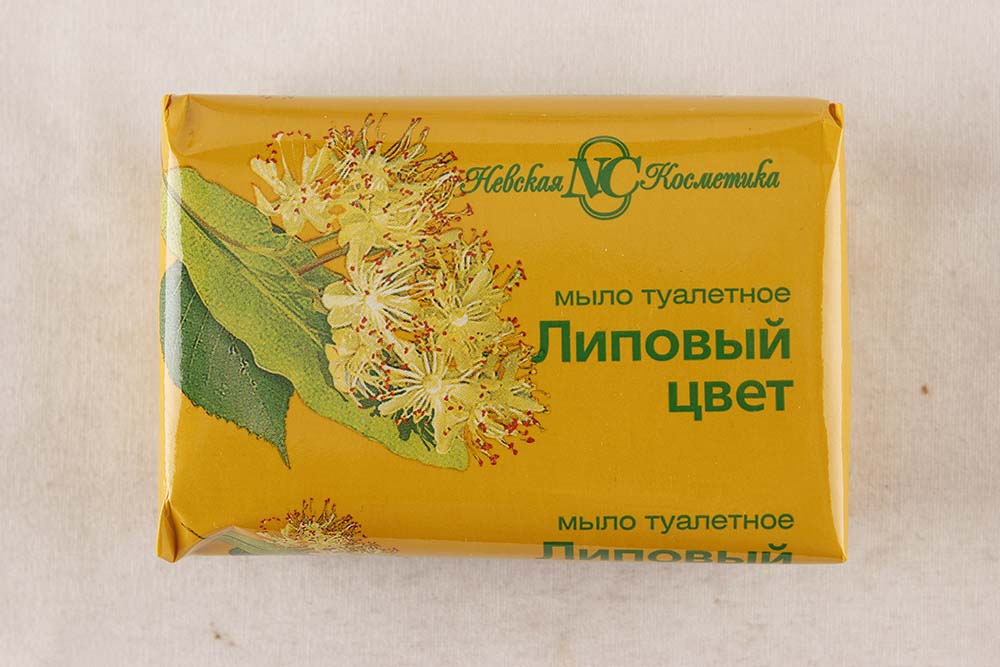 Невская NC Косметика
мыло туалетное
Липовый
цвет
мыло туалетное
Липовый